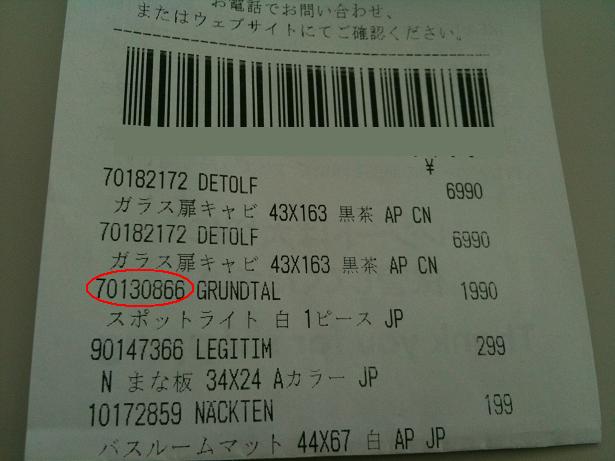 お電話でお問い合わせ、
またはウェブサイトにてご確認ください。
¥
70182172 DETOLF 6990
ガラス扉キャビ 43X163 黒茶 AP CN
70182172 DETOLF 6990
ガラス扉キャビ 43X163 黒茶 AP CN
70130866 GRUNDTAL 1990
スポットライト 白 1ピース JP
90147366 LEGITIM 299
N まな板 34X24 Aカラー JP
10172859 NÄCKTEN 199
バスルームマット 44X67 白 AP JP